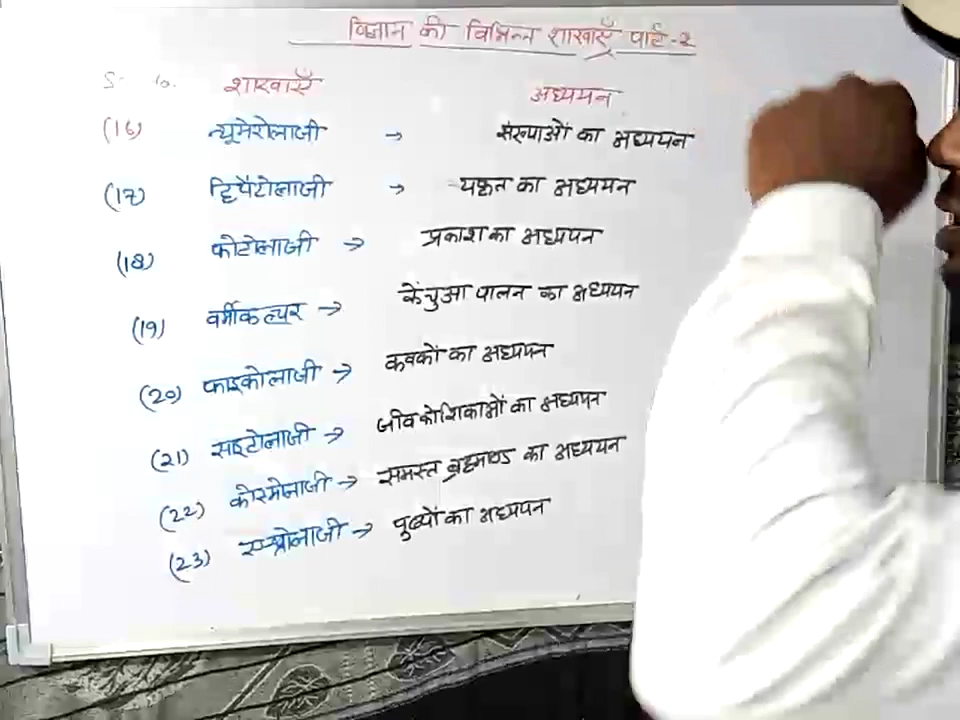 विज्ञान की विभिन्न शाखाएँ पार्ट-2
शाखाएँ अध्ययन
(16) न्यूमेरोलाजी → संख्याओं का अध्ययन
(17) हिपैटोलाजी → यकृत का अध्ययन
(18) फोटोलाजी → प्रकाश का अध्ययन
(19) वर्मीकल्चर → केंचुआ पालन का अध्ययन
(20) फाइकोलाजी → कवकों का अध्ययन
(21) साइटोलाजी → जीवकोशिकाओं का अध्ययन
(22) कोस्मोलाजी → समस्त ब्रह्माण्ड का अध्ययन
(23) → पुष्पों का अध्ययन